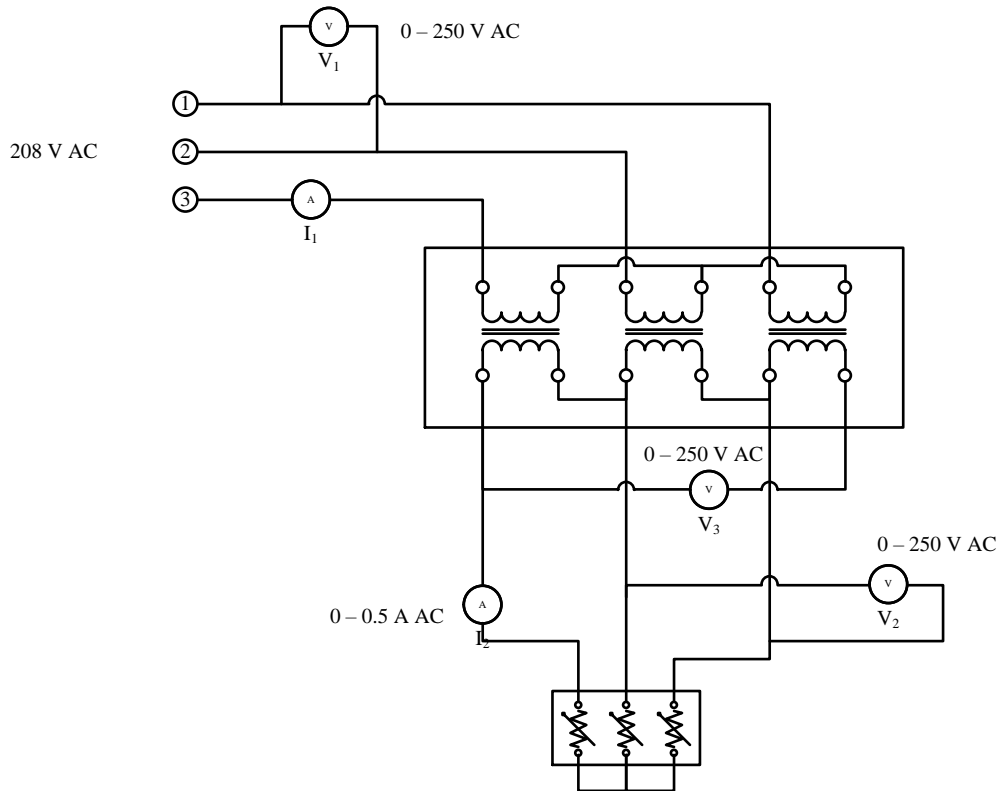 V
0 – 250 V AC
V₁
1
208 V AC
2
3
A
I₁
0 – 250 V AC
V
V₃
0 – 250 V AC
V
V₂
0 – 0.5 A AC
A
I₂